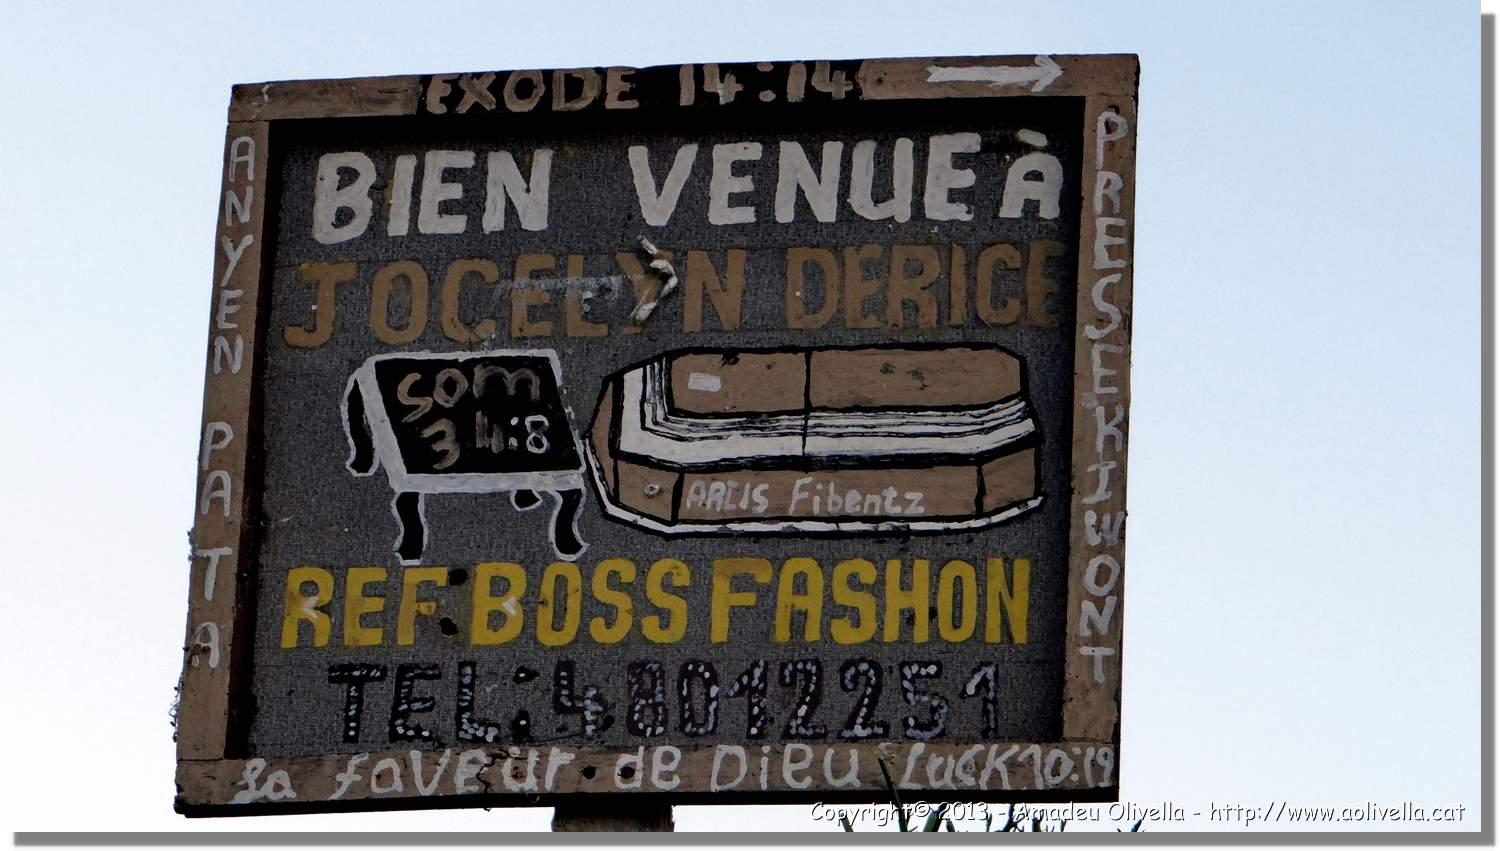 EXODE 14:14
ANYEN PATA
PRESEKIWONT
BIEN VENUE À
JOCELYN DERICE
SOM
34:8
ARTIS Fibentz
REF BOSS FASHON
TEL: 48012251
La faveur de Dieu Luck 10:19
Copyright© 2013 - Amadeu Olivella - http://www.aolivella.cat